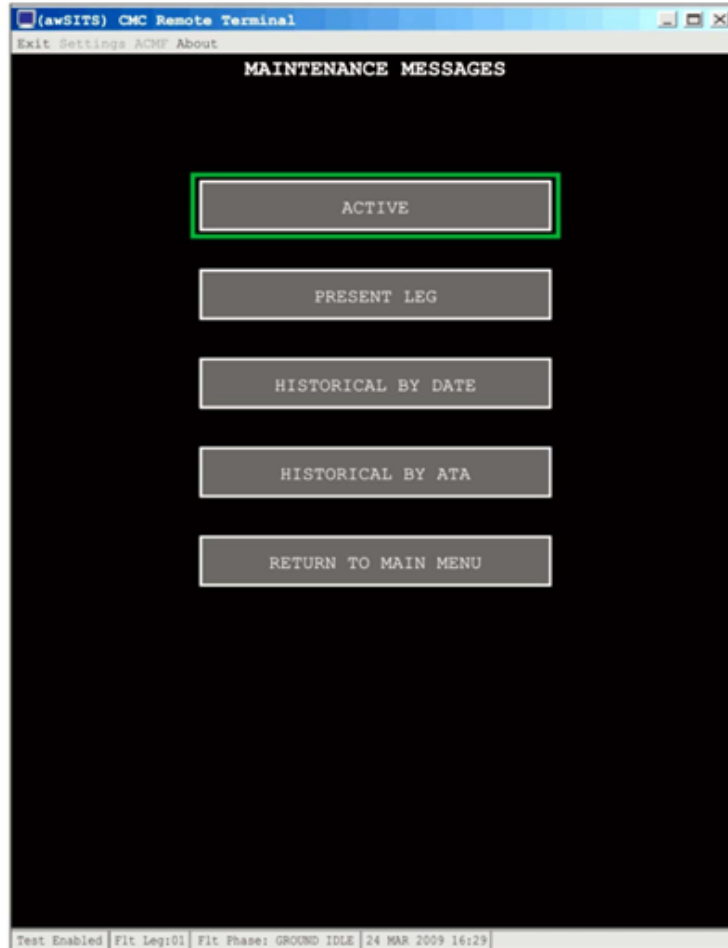 (awSITS) CMC Remote Terminal
Exit Settings ACMF About
MAINTENANCE MESSAGES
ACTIVE
PRESENT LEG
HISTORICAL BY DATE
HISTORICAL BY ATA
RETURN TO MAIN MENU
Test Enabled Flt Leg:01 Flt Phase: GROUND IDLE 24 MAR 2009 16:29